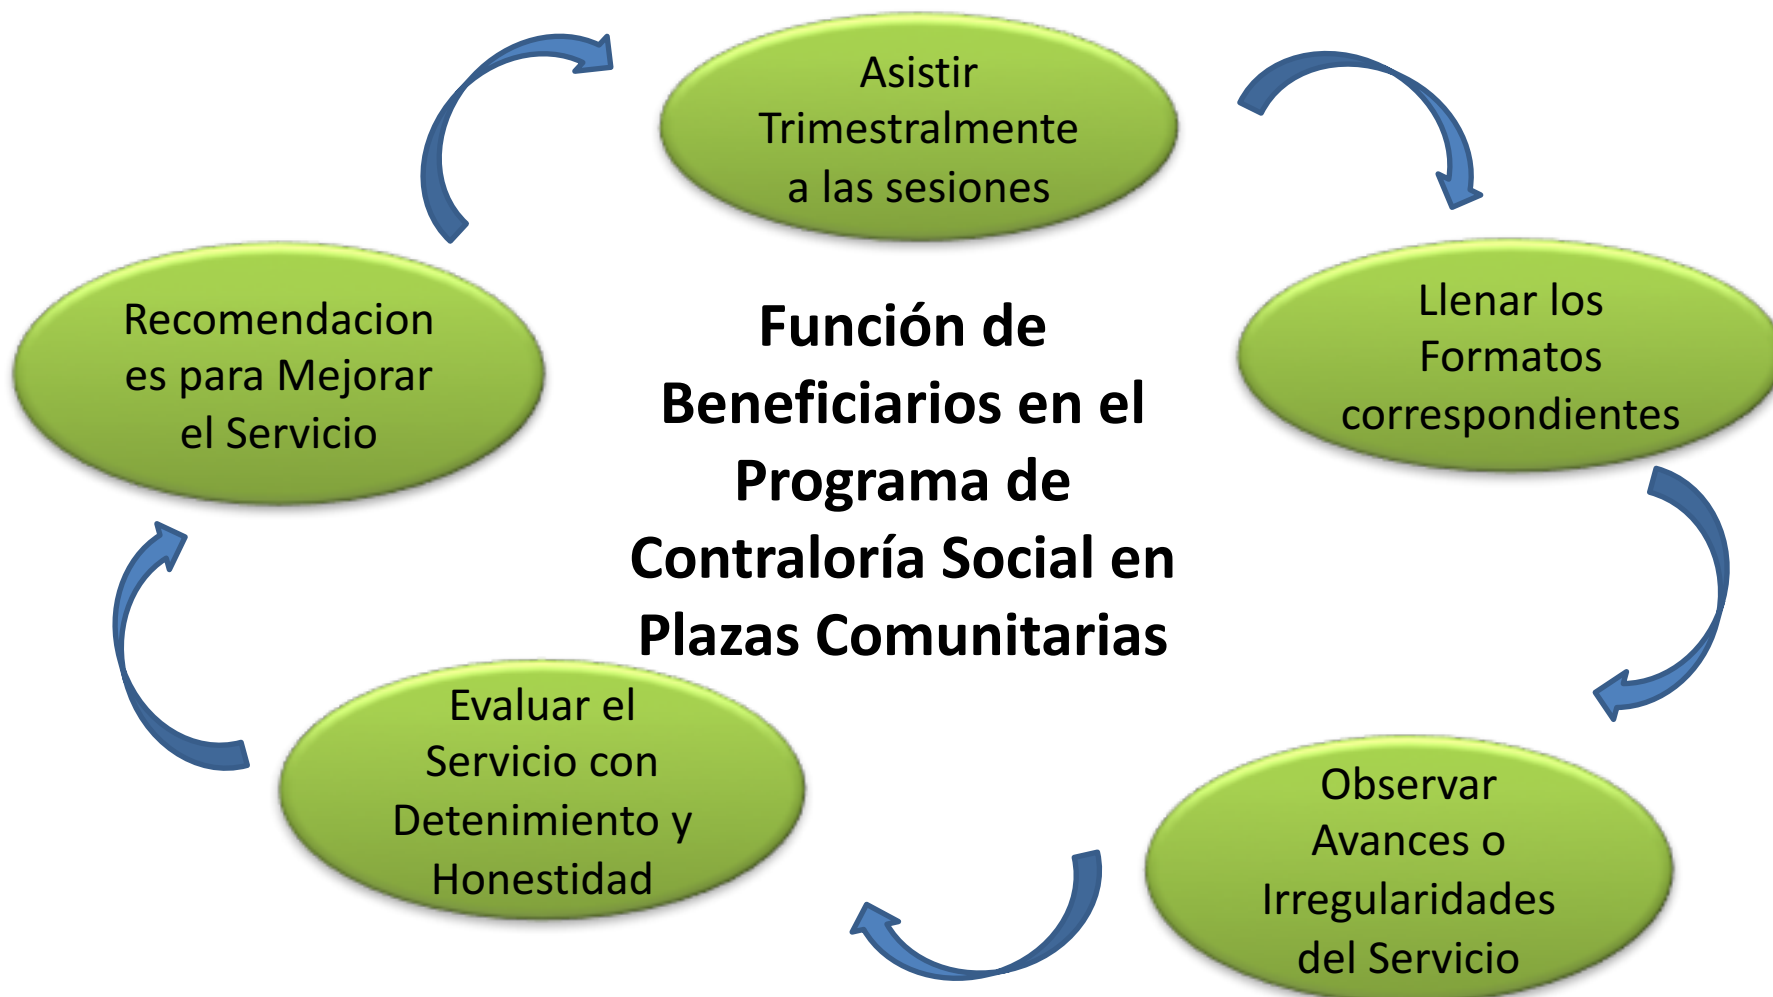 Asistir
Trimestralmente
a las sesiones
Llenar los
Formatos
correspondientes
Observar
Avances o
Irregularidades
del Servicio
Evaluar el
Servicio con
Detenimiento y
Honestidad
Recomendacion
es para Mejorar
el Servicio
Función de
Beneficiarios en el
Programa de
Contraloría Social en
Plazas Comunitarias